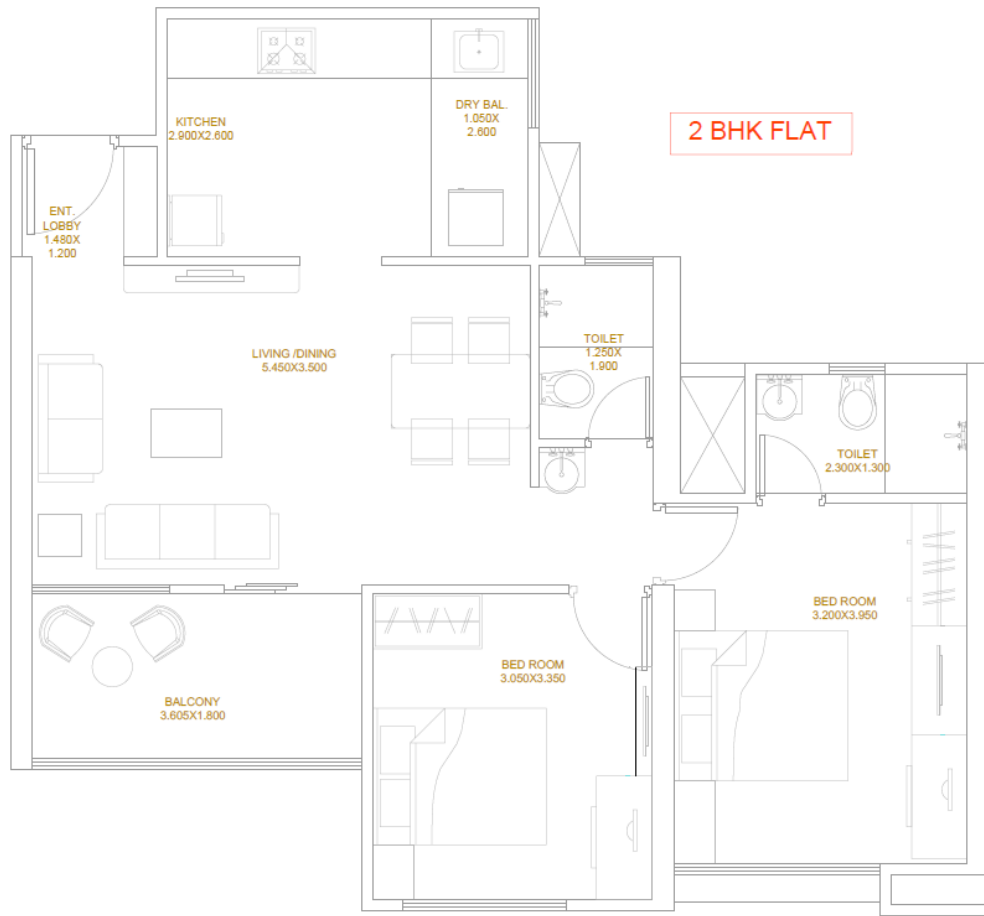 2 BHK FLAT
KITCHEN
2.900X2.600
DRY BAL.
1.050X
2.600
ENT.
LOBBY
1.480X
1.200
LIVING /DINING
5.450X3.500
TOILET
1.250X
1.900
TOILET
2.300X1.300
BED ROOM
3.200X3.950
BED ROOM
3.050X3.350
BALCONY
3.605X1.800